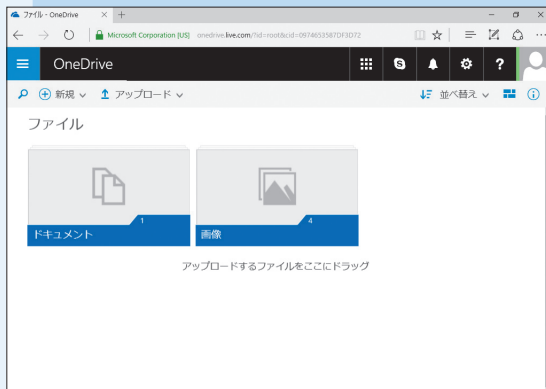 ファイル - OneDrive
Microsoft Corporation [US] onedrive.live.com/?id=root&cid=0974653587DF3D72
OneDrive
新規 アップロード 並べ替え
ファイル
1
ドキュメント
4
画像
アップロードするファイルをここにドラッグ